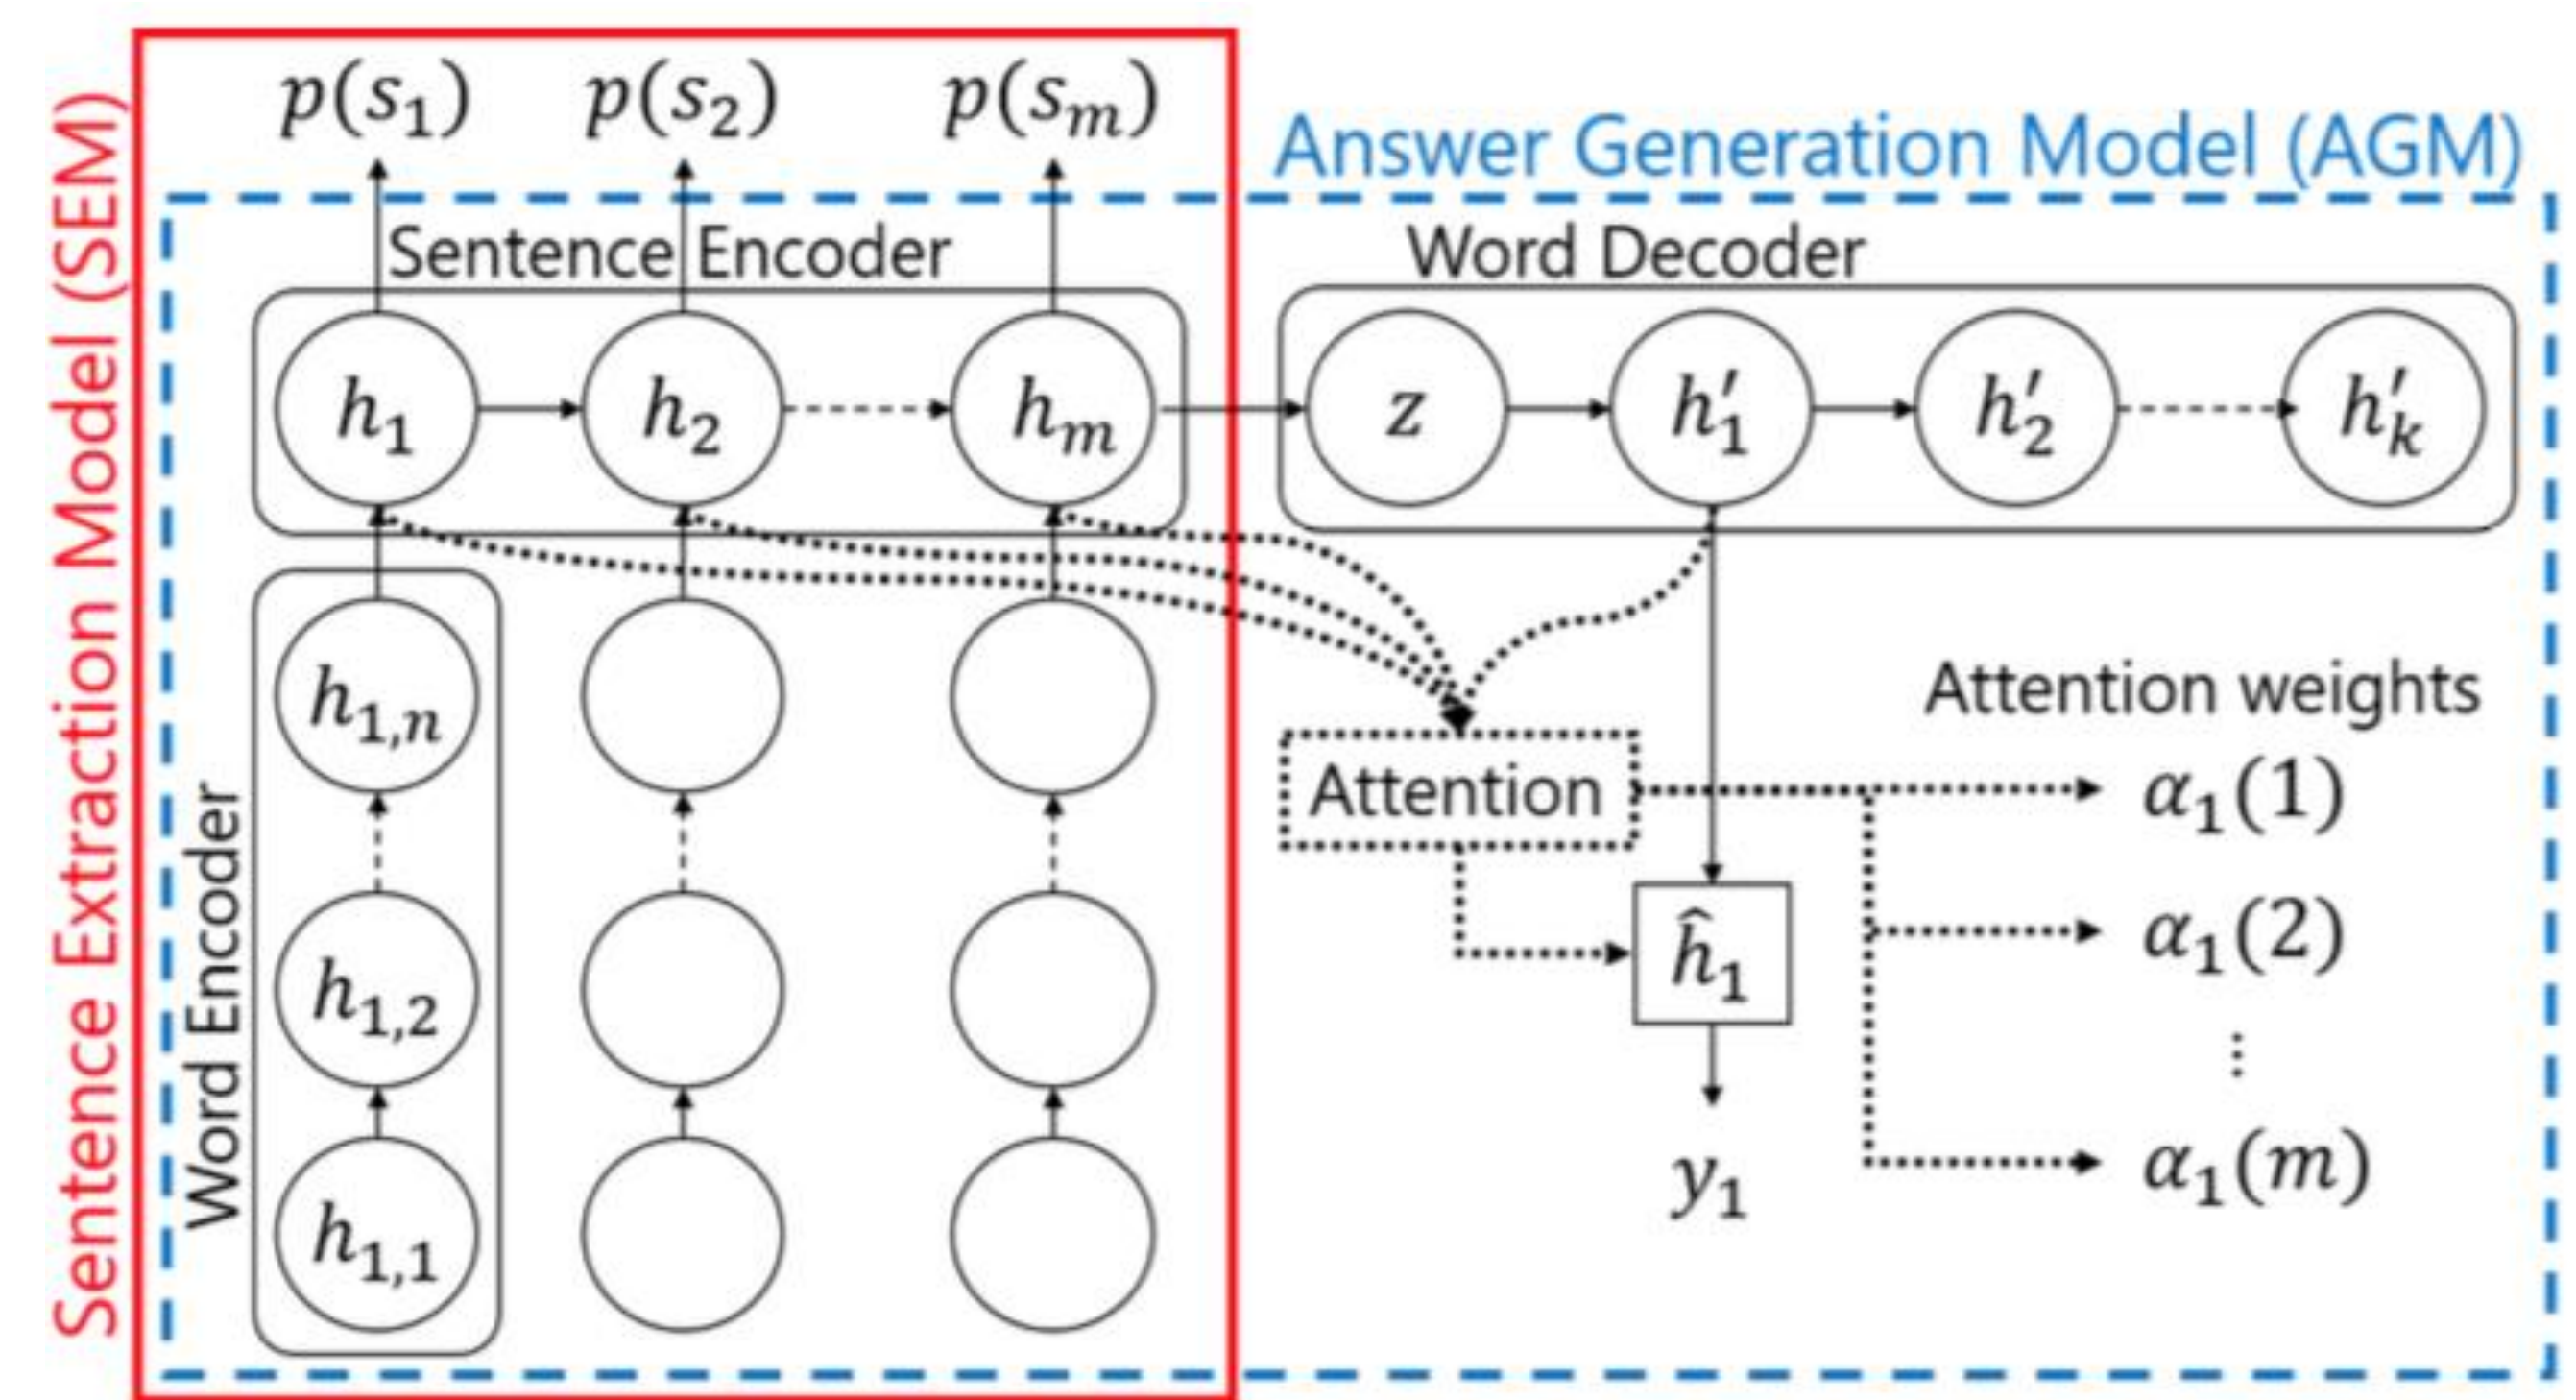 Sentence Extraction Model (SEM)
p(s₁) p(s₂) p(sₘ)
Answer Generation Model (AGM)
Sentence Encoder
Word Decoder
h₁ h₂ hₘ z h′₁ h′₂ h′ₖ
Word Encoder
h₁,ₙ
h₁,₂
h₁,₁
Attention
Attention weights
α₁(1)
α₁(2)
⋮
α₁(m)
ĥ₁
y₁